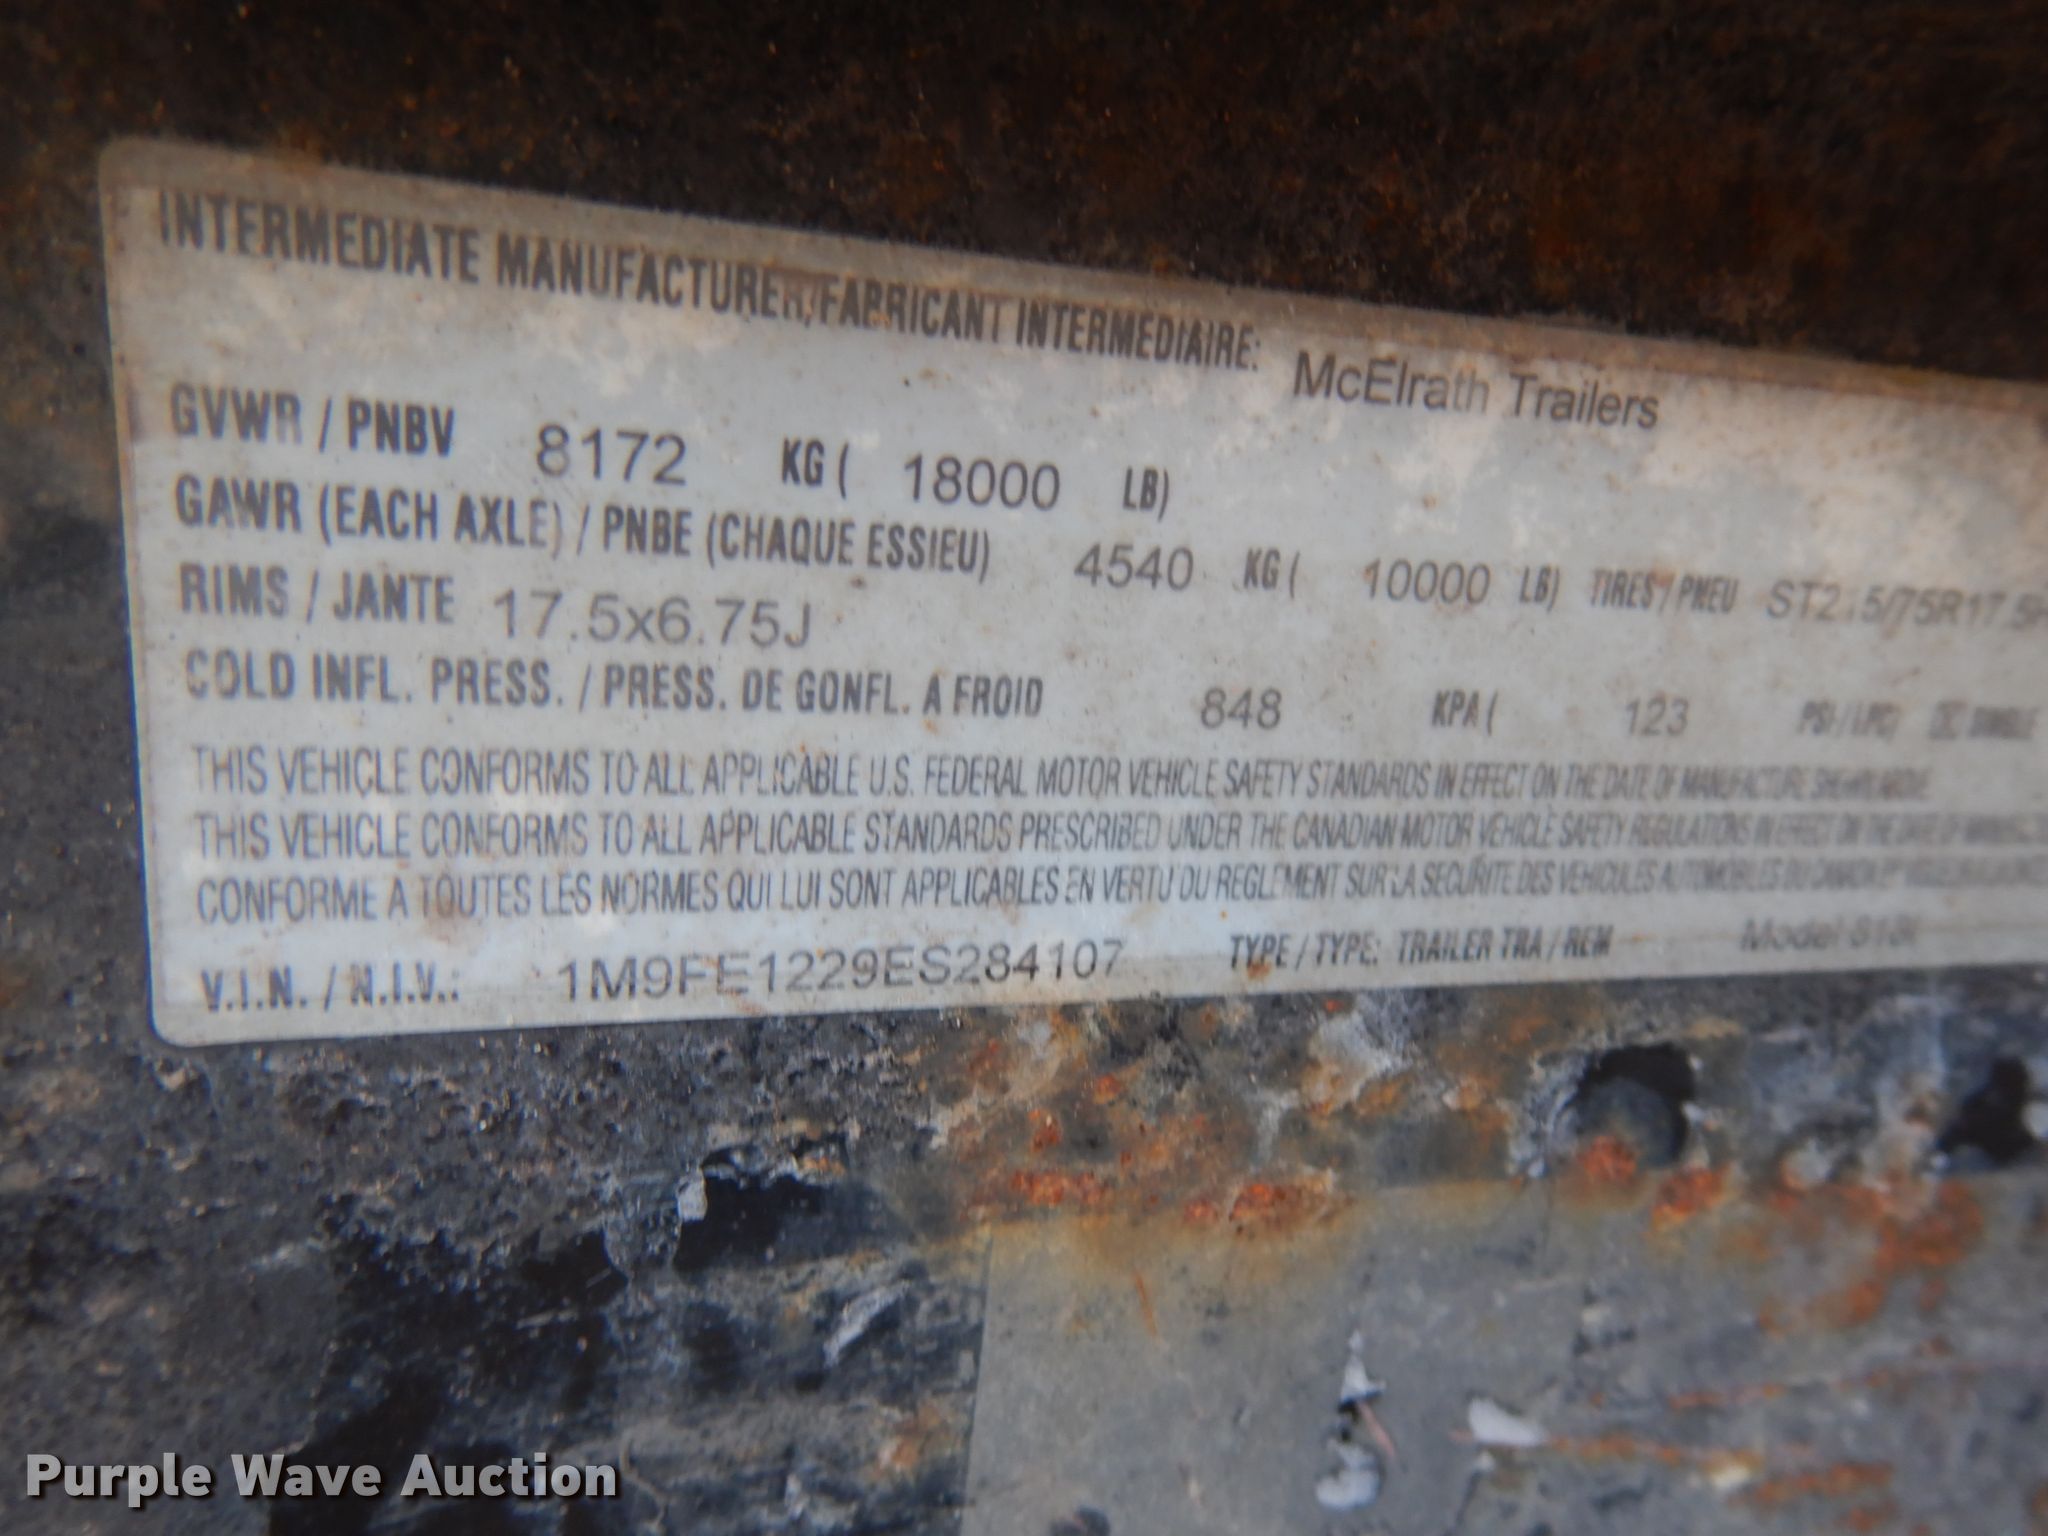 INTERMEDIATE MANUFACTURER/FABRICANT INTERMEDIAIRE: McElrath Trailers
GVWR / PNBV 8172 KG ( 18000 LB)
GAWR (EACH AXLE) / PNBE (CHAQUE ESSIEU) 4540 KG ( 10000 LB) TIRES / PNEU
RIMS / JANTE 17.5x6.75J
COLD INFL. PRESS. / PRESS. DE GONFL. A FROID 848 KPA ( 123
THIS VEHICLE CONFORMS TO ALL APPLICABLE U.S. FEDERAL MOTOR VEHICLE SAFETY STANDARDS IN EFFECT ON THE DATE OF MANUFACTURE SHOWN ABOVE.
THIS VEHICLE CONFORMS TO ALL APPLICABLE STANDARDS PRESCRIBED UNDER THE CANADIAN MOTOR VEHICLE SAFETY REGULATIONS IN EFFECT ON THE DATE OF
CONFORME A TOUTES LES NORMES QUI LUI SONT APPLICABLES EN VERTU DU REGLEMENT SUR LA SECURITE DES VEHICULES AUTOMOBILES DU CANADA
V.I.N. / N.I.V.: 1M9FE1229ES284107 TYPE / TYPE: TRAILER TRA / REM Model
Purple Wave Auction